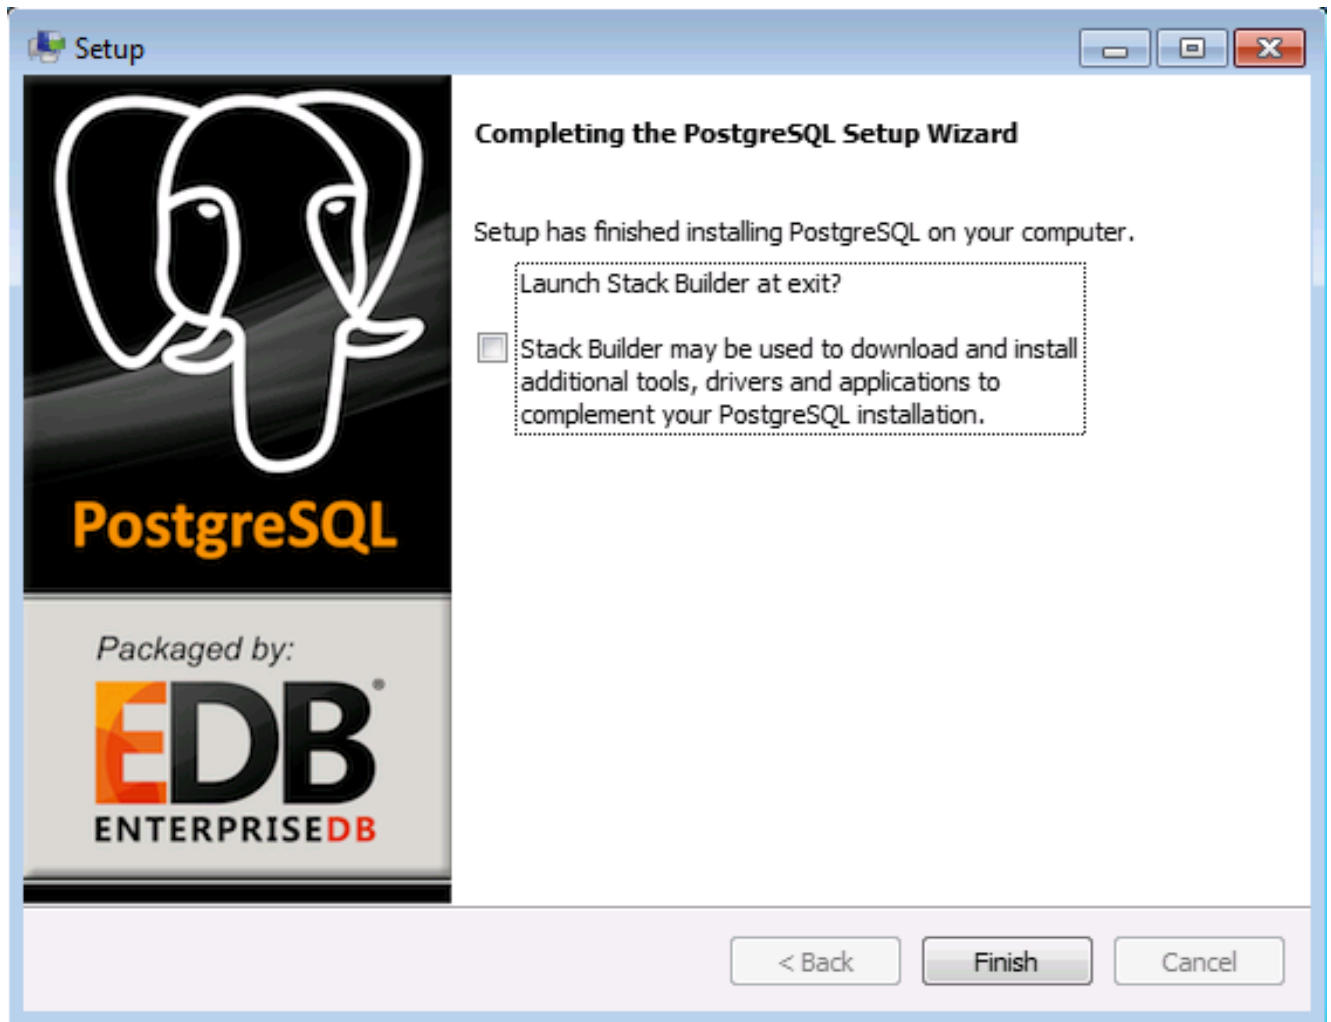 Setup
Completing the PostgreSQL Setup Wizard
Setup has finished installing PostgreSQL on your computer.
Launch Stack Builder at exit?
Stack Builder may be used to download and install
additional tools, drivers and applications to
complement your PostgreSQL installation.
PostgreSQL
Packaged by:
EDB®
ENTERPRISEDB
< Back
Finish
Cancel